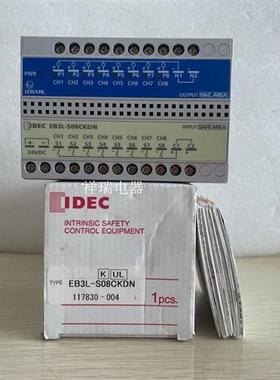 PWR
P1 P2 P3 P4 P5 P6 P7 P8 N1 N2
CH1 CH2 CH3 CH4 CH5 CH6 CH7 CH8
IZUMI
OUTPUT HAZ. AREA
IDEC EB3L-S08CKDN
INPUT SAFE AREA
CH2 CH4 CH6 CH8
S1 S2 S3 S4 S5 S6 S7 S8 C1 C2
24VDC CH1 CH3 CH5 CH7
祥瑞电器
IDEC
INTRINSIC SAFETY
CONTROL EQUIPMENT
K UL
TYPE EB3L-S08CKDN
117830-004
1pcs.